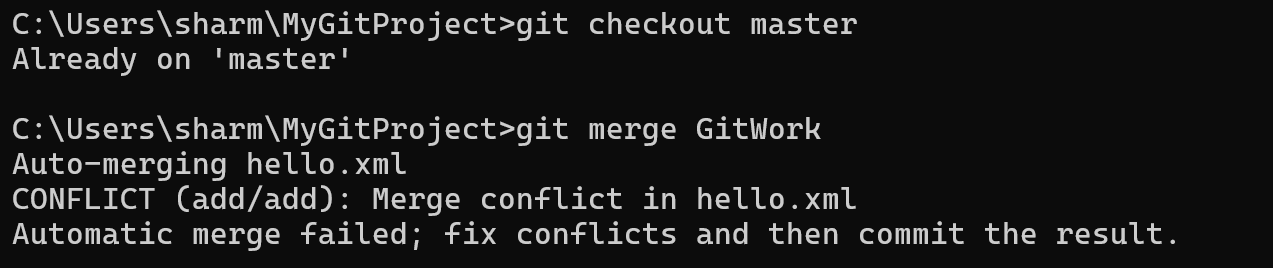 C:\Users\sharm\MyGitProject>git checkout master
Already on 'master'
C:\Users\sharm\MyGitProject>git merge GitWork
Auto-merging hello.xml
CONFLICT (add/add): Merge conflict in hello.xml
Automatic merge failed; fix conflicts and then commit the result.